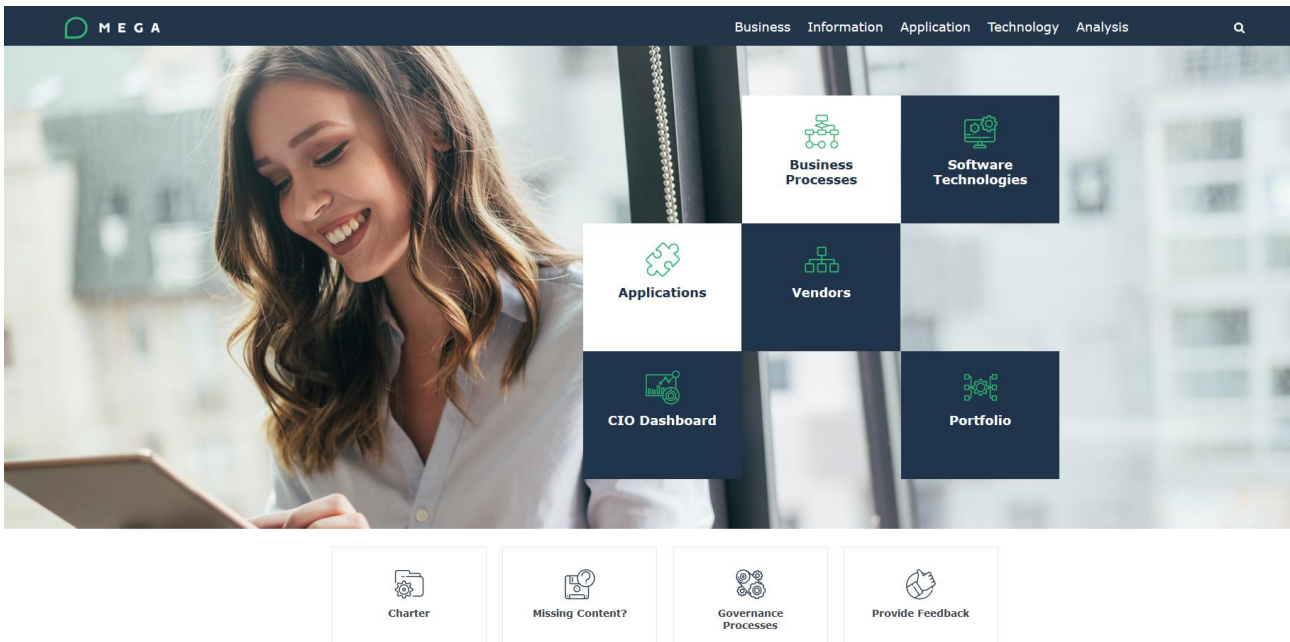 MEGA
Business Information Application Technology Analysis
Business
Processes
Software
Technologies
Applications
Vendors
CIO Dashboard
Portfolio
Charter
Missing Content?
Governance
Processes
Provide Feedback